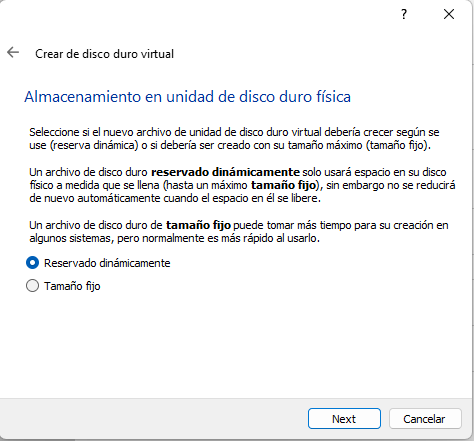 ?
Crear de disco duro virtual
Almacenamiento en unidad de disco duro física
Seleccione si el nuevo archivo de unidad de disco duro virtual debería crecer según se
use (reserva dinámica) o si debería ser creado con su tamaño máximo (tamaño fijo).
Un archivo de disco duro reservado dinámicamente solo usará espacio en su disco
físico a medida que se llena (hasta un máximo tamaño fijo), sin embargo no se reducirá
de nuevo automáticamente cuando el espacio en él se libere.
Un archivo de disco duro de tamaño fijo puede tomar más tiempo para su creación en
algunos sistemas, pero normalmente es más rápido al usarlo.
Reservado dinámicamente
Tamaño fijo
Next
Cancelar